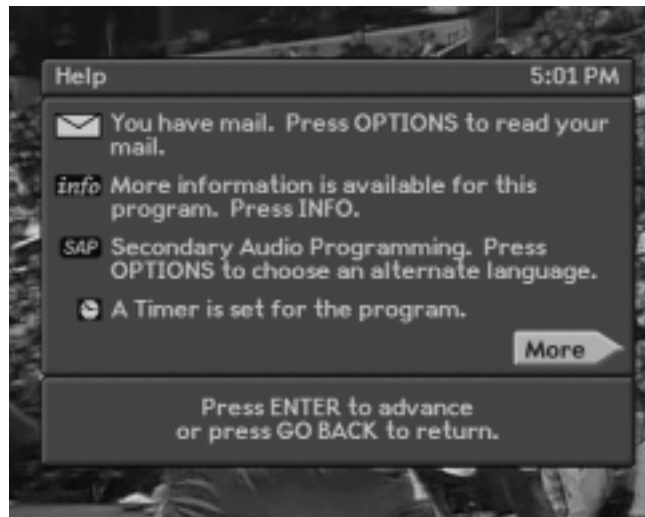 Help 5:01 PM
You have mail. Press OPTIONS to read your
mail.
info More information is available for this
program. Press INFO.
SAP Secondary Audio Programming. Press
OPTIONS to choose an alternate language.
A Timer is set for the program.
More
Press ENTER to advance
or press GO BACK to return.